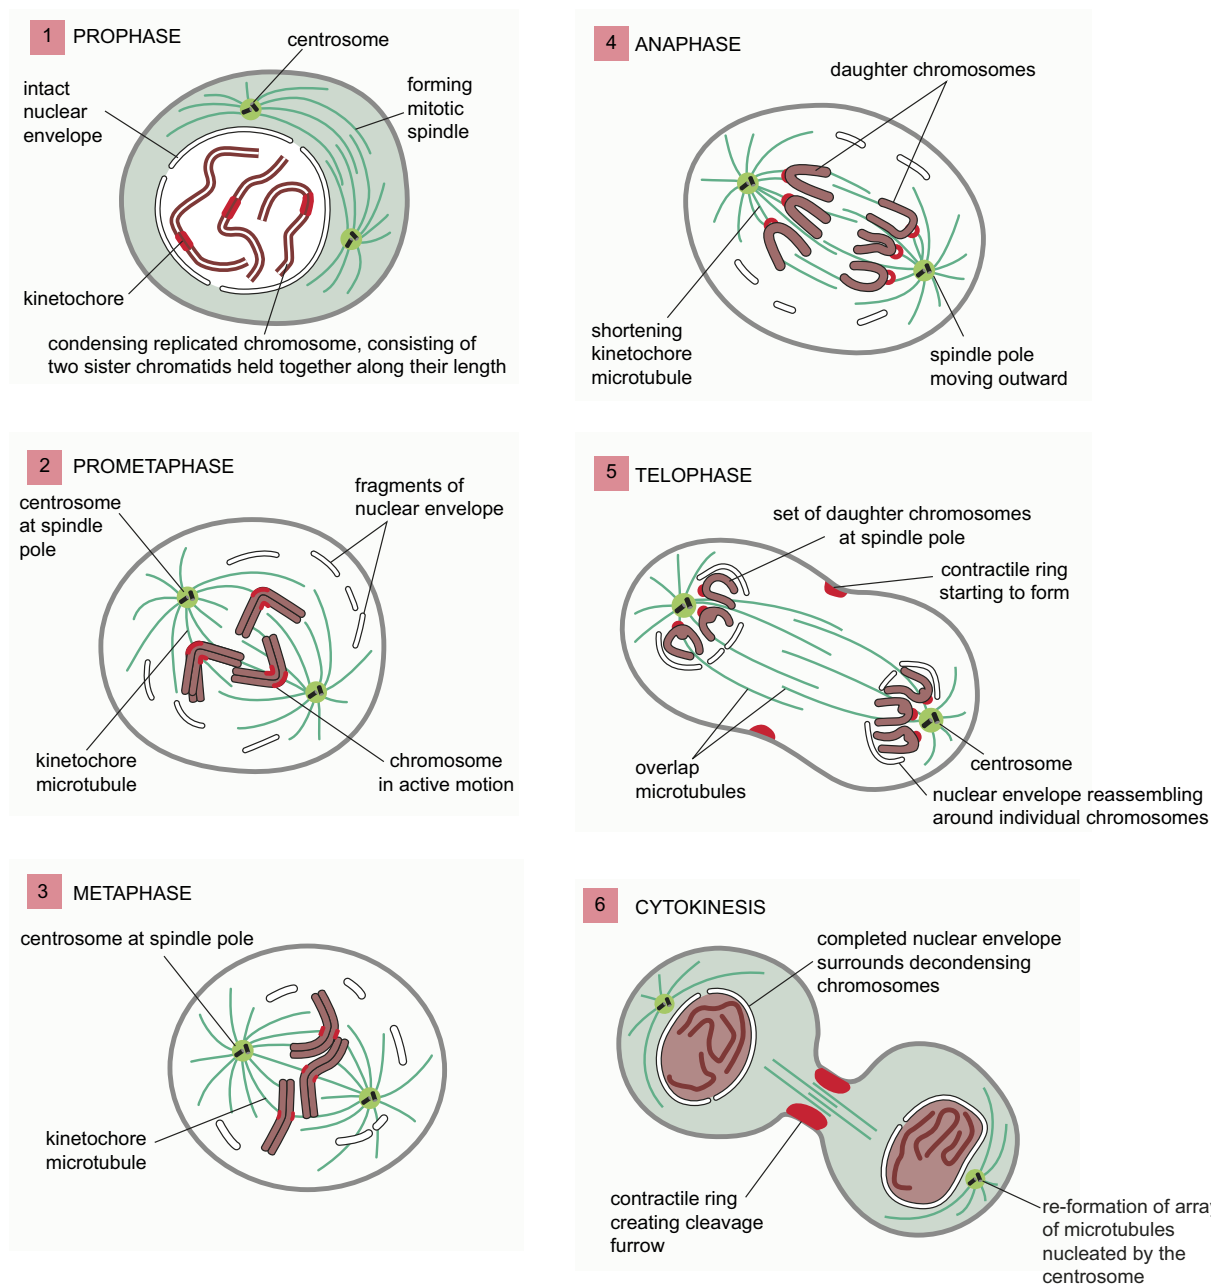 1 PROPHASE
centrosome
intact
nuclear
envelope
forming
mitotic
spindle
kinetochore
condensing replicated chromosome, consisting of
two sister chromatids held together along their length
2 PROMETAPHASE
centrosome
at spindle
pole
fragments of
nuclear envelope
kinetochore
microtubule
chromosome
in active motion
3 METAPHASE
centrosome at spindle pole
kinetochore
microtubule
4 ANAPHASE
daughter chromosomes
shortening
kinetochore
microtubule
spindle pole
moving outward
5 TELOPHASE
set of daughter chromosomes
at spindle pole
contractile ring
starting to form
overlap
microtubules
centrosome
nuclear envelope reassembling
around individual chromosomes
6 CYTOKINESIS
completed nuclear envelope
surrounds decondensing
chromosomes
contractile ring
creating cleavage
furrow
re-formation of array
of microtubules
nucleated by the
centrosome